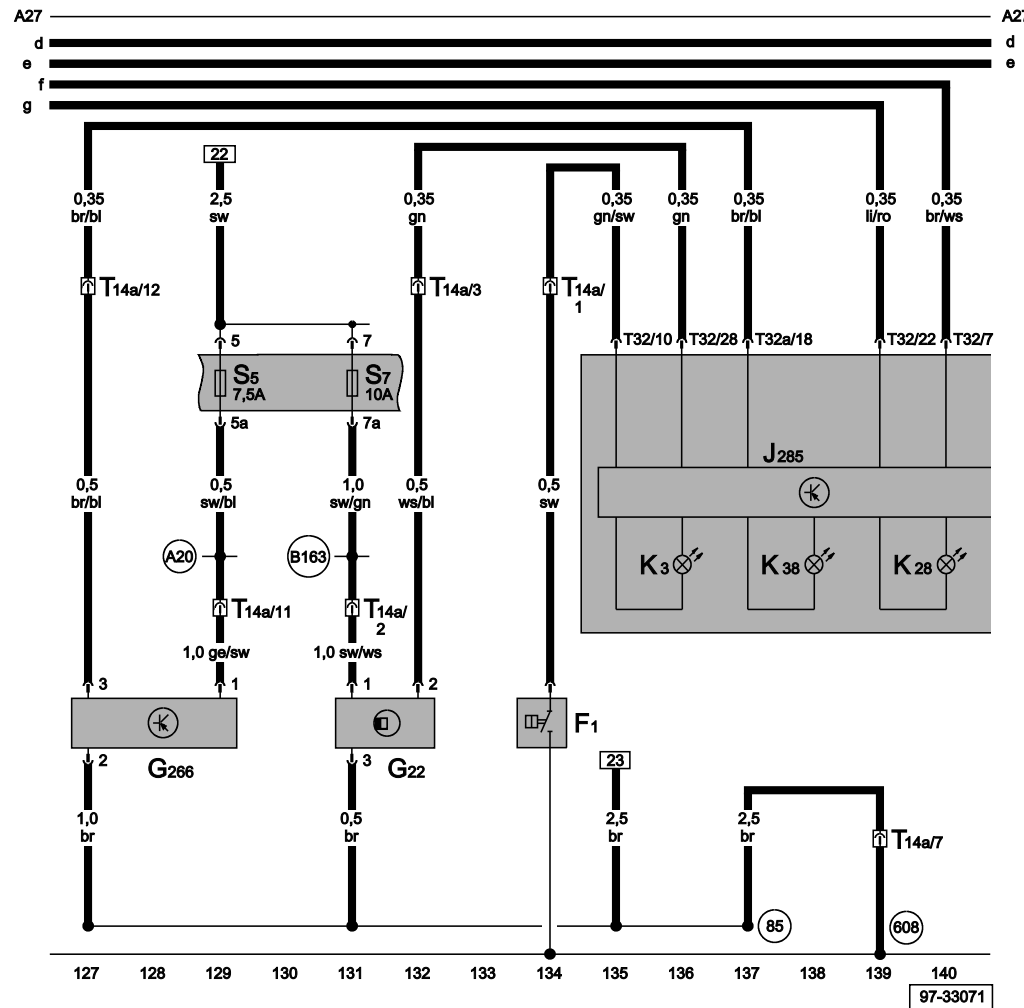 A27 A27
d d
e e
f
g
22
0,35 2,5 0,35 0,35 0,35 0,35 0,35 0,35
br/bl sw gn gn/sw gn br/bl li/ro br/ws
T14a/12 T14a/3 T14a/
1
5 7 T32/10 T32/28 T32a/18 T32/22 T32/7
S5 S7
7,5A 10A
5a 7a
J285
0,5 0,5 1,0 0,5 0,5
br/bl sw/bl sw/gn ws/bl sw
A20 B163 K3 K38 K28
T14a/11 T14a/
2
1,0 ge/sw 1,0 sw/ws
3 1 1 2
F1
2 3
G266 G22 23
1,0 0,5 2,5 2,5
br br br br
T14a/7
85 608
127 128 129 130 131 132 133 134 135 136 137 138 139 140
97-33071